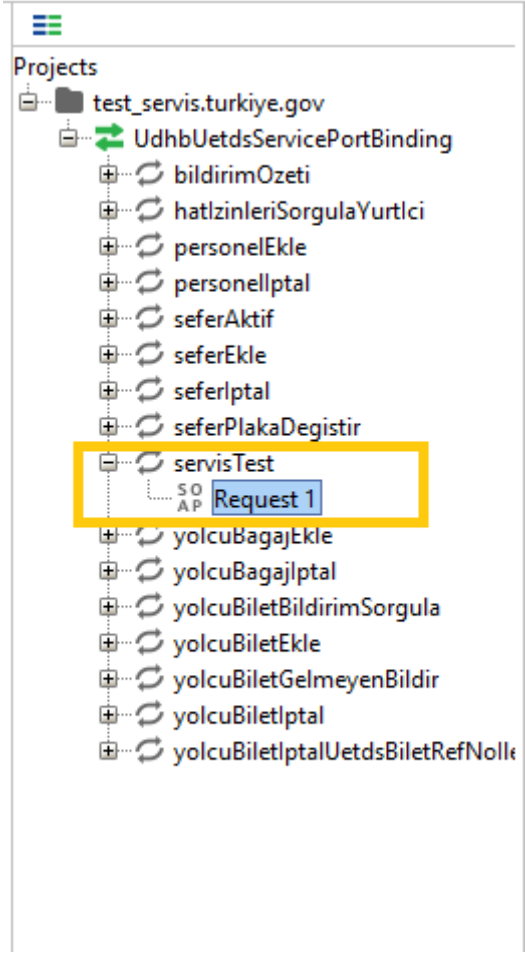 Projects
test_servis.turkiye.gov
UdhbUetdsServicePortBinding
bildirimOzeti
hatIzinleriSorgulaYurtIci
personelEkle
personelIptal
seferAktif
seferEkle
seferIptal
seferPlakaDegistir
servisTest
SOAP Request 1
yolcuBagajEkle
yolcuBagajIptal
yolcuBiletBildirimSorgula
yolcuBiletEkle
yolcuBiletGelmeyenBildir
yolcuBiletIptal
yolcuBiletIptalUetdsBiletRefNolle